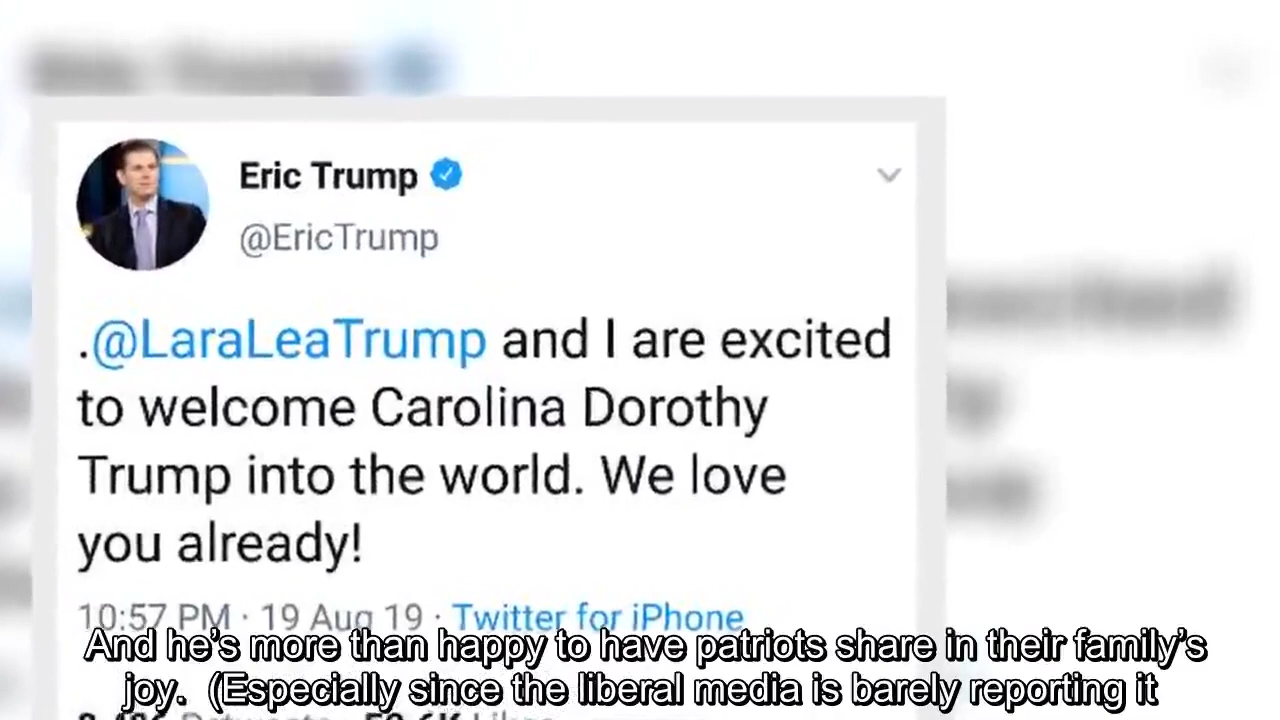 Eric Trump
@EricTrump
.@LaraLeaTrump and I are excited
to welcome Carolina Dorothy
Trump into the world. We love
you already!
10:57 PM · 19 Aug 19 · Twitter for iPhone
And he's more than happy to have patriots share in their family's
joy. (Especially since the liberal media is barely reporting it
Retweets Likes